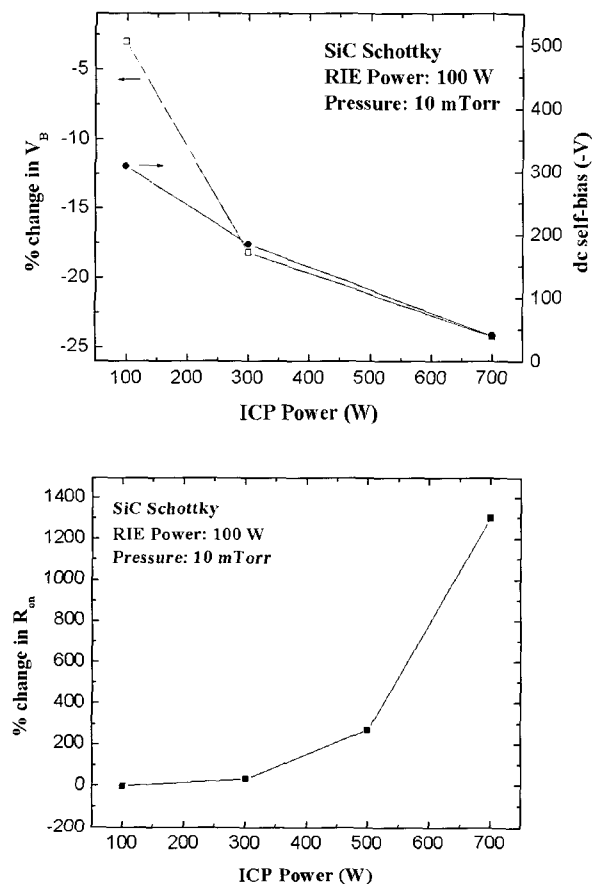 SiC Schottky
RIE Power: 100 W
Pressure: 10 mTorr
% change in V_B
-5
-10
-15
-20
-25
dc self-bias (-V)
500
400
300
200
100
0
100 200 300 400 500 600 700
ICP Power (W)
SiC Schottky
RIE Power: 100 W
Pressure: 10 mTorr
% change in R_on
1400
1300
1000
800
600
400
200
0
-200
100 200 300 400 500 600 700
ICP Power (W)